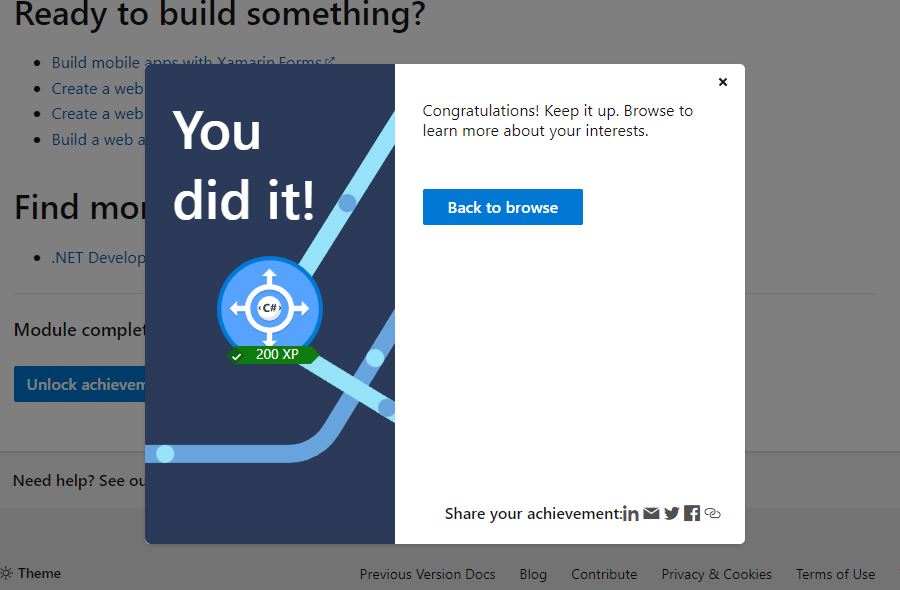 Ready to build something?
Build mobile apps with Xamarin.Forms
Create a web
Create a web
Build a web a
Find mor
.NET Develop
Module complet
Unlock achievem
Need help? See ou
You
did it!
C#
200 XP
Congratulations! Keep it up. Browse to
learn more about your interests.
Back to browse
Share your achievement:
Theme
Previous Version Docs Blog Contribute Privacy & Cookies Terms of Use